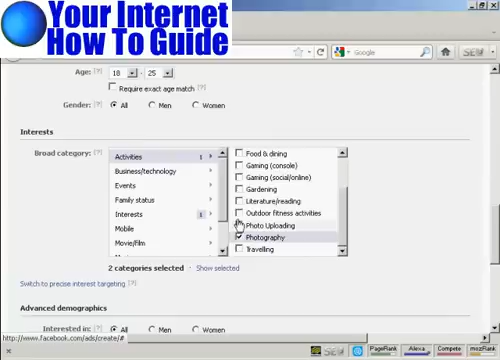 Your Internet
How To Guide
Google
Age: [?] 18 - 25
Require exact age match [?]
Gender: [?] All Men Women
Interests
Broad category: [?]
Activities 1
Business/technology
Events
Family status
Interests 1
Mobile
Movie/film
Food & dining
Gaming (console)
Gaming (social/online)
Gardening
Literature/reading
Outdoor fitness activities
Photo Uploading
Photography
Travelling
2 categories selected · Show selected
Switch to precise interest targeting [?]
Advanced demographics
Interested in: [?] All Men Women
http://www.facebook.com/ads/create/#
PageRank
Alexa
Compete
mozRank